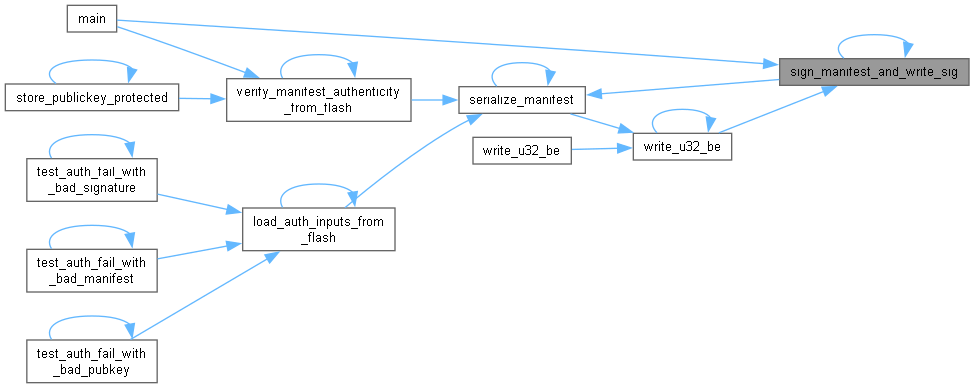 main
sign_manifest_and_write_sig
store_publickey_protected
verify_manifest_authenticity
_from_flash
serialize_manifest
write_u32_be
write_u32_be
test_auth_fail_with
_bad_signature
load_auth_inputs_from
_flash
test_auth_fail_with
_bad_manifest
test_auth_fail_with
_bad_pubkey